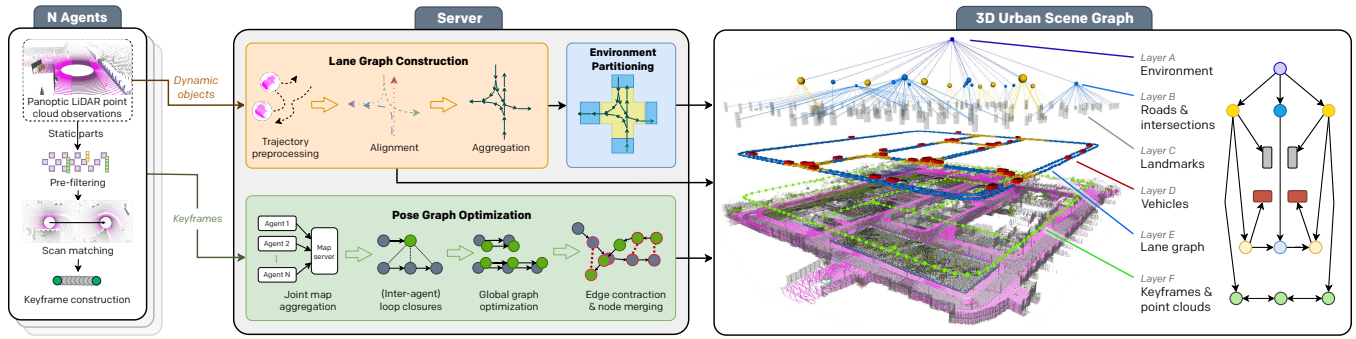 N Agents
Panoptic LiDAR point
cloud observations
Static parts
Pre-filtering
Scan matching
Keyframe construction
Dynamic
objects
Keyframes
Server
Lane Graph Construction
Trajectory
preprocessing
Alignment
Aggregation
Environment
Partitioning
Pose Graph Optimization
Agent 1
Agent 2
Agent N
Map
server
Joint map
aggregation
(Inter-agent)
loop closures
Global graph
optimization
Edge contraction
& node merging
3D Urban Scene Graph
Layer A
Environment
Layer B
Roads &
intersections
Layer C
Landmarks
Layer D
Vehicles
Layer E
Lane graph
Layer F
Keyframes &
point clouds